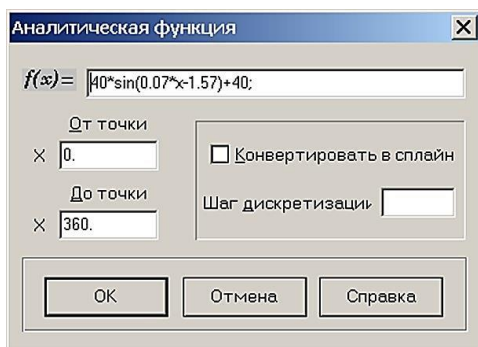 Аналитическая функция
f(x)= 40*sin(0.07*x-1.57)+40;
От точки
X 0.
До точки
X 360.
Конвертировать в сплайн
Шаг дискретизации
OK Отмена Справка